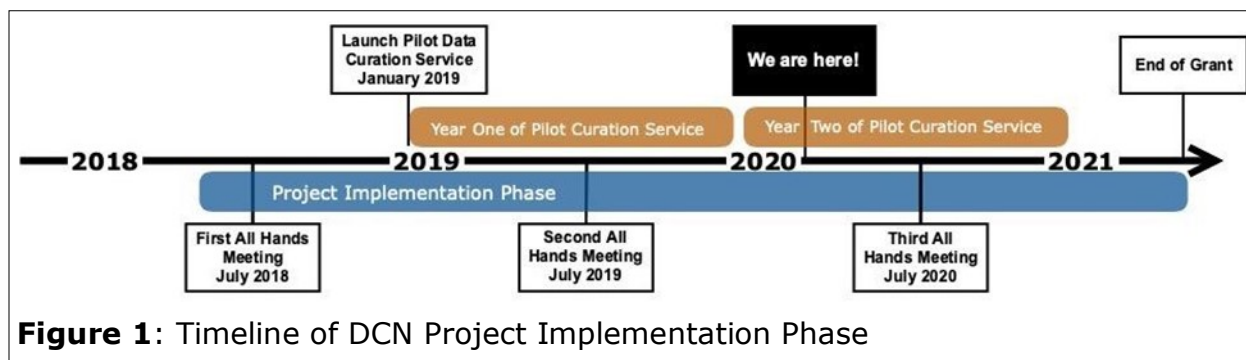 Launch Pilot Data
Curation Service
January 2019
We are here!
End of Grant
Year One of Pilot Curation Service
Year Two of Pilot Curation Service
2018
2019
2020
2021
Project Implementation Phase
First All Hands
Meeting
July 2018
Second All
Hands Meeting
July 2019
Third All
Hands Meeting
July 2020
Figure 1: Timeline of DCN Project Implementation Phase